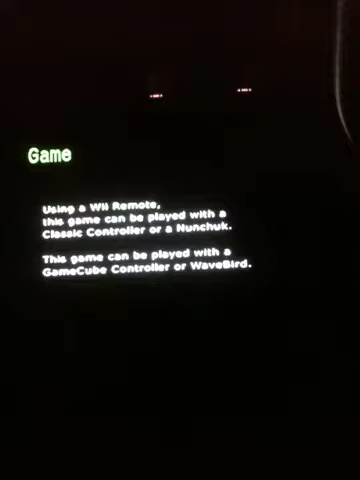 Game
Using a Wii Remote,
this game can be played with a
Classic Controller or a Nunchuk.
This game can be played with a
GameCube Controller or WaveBird.